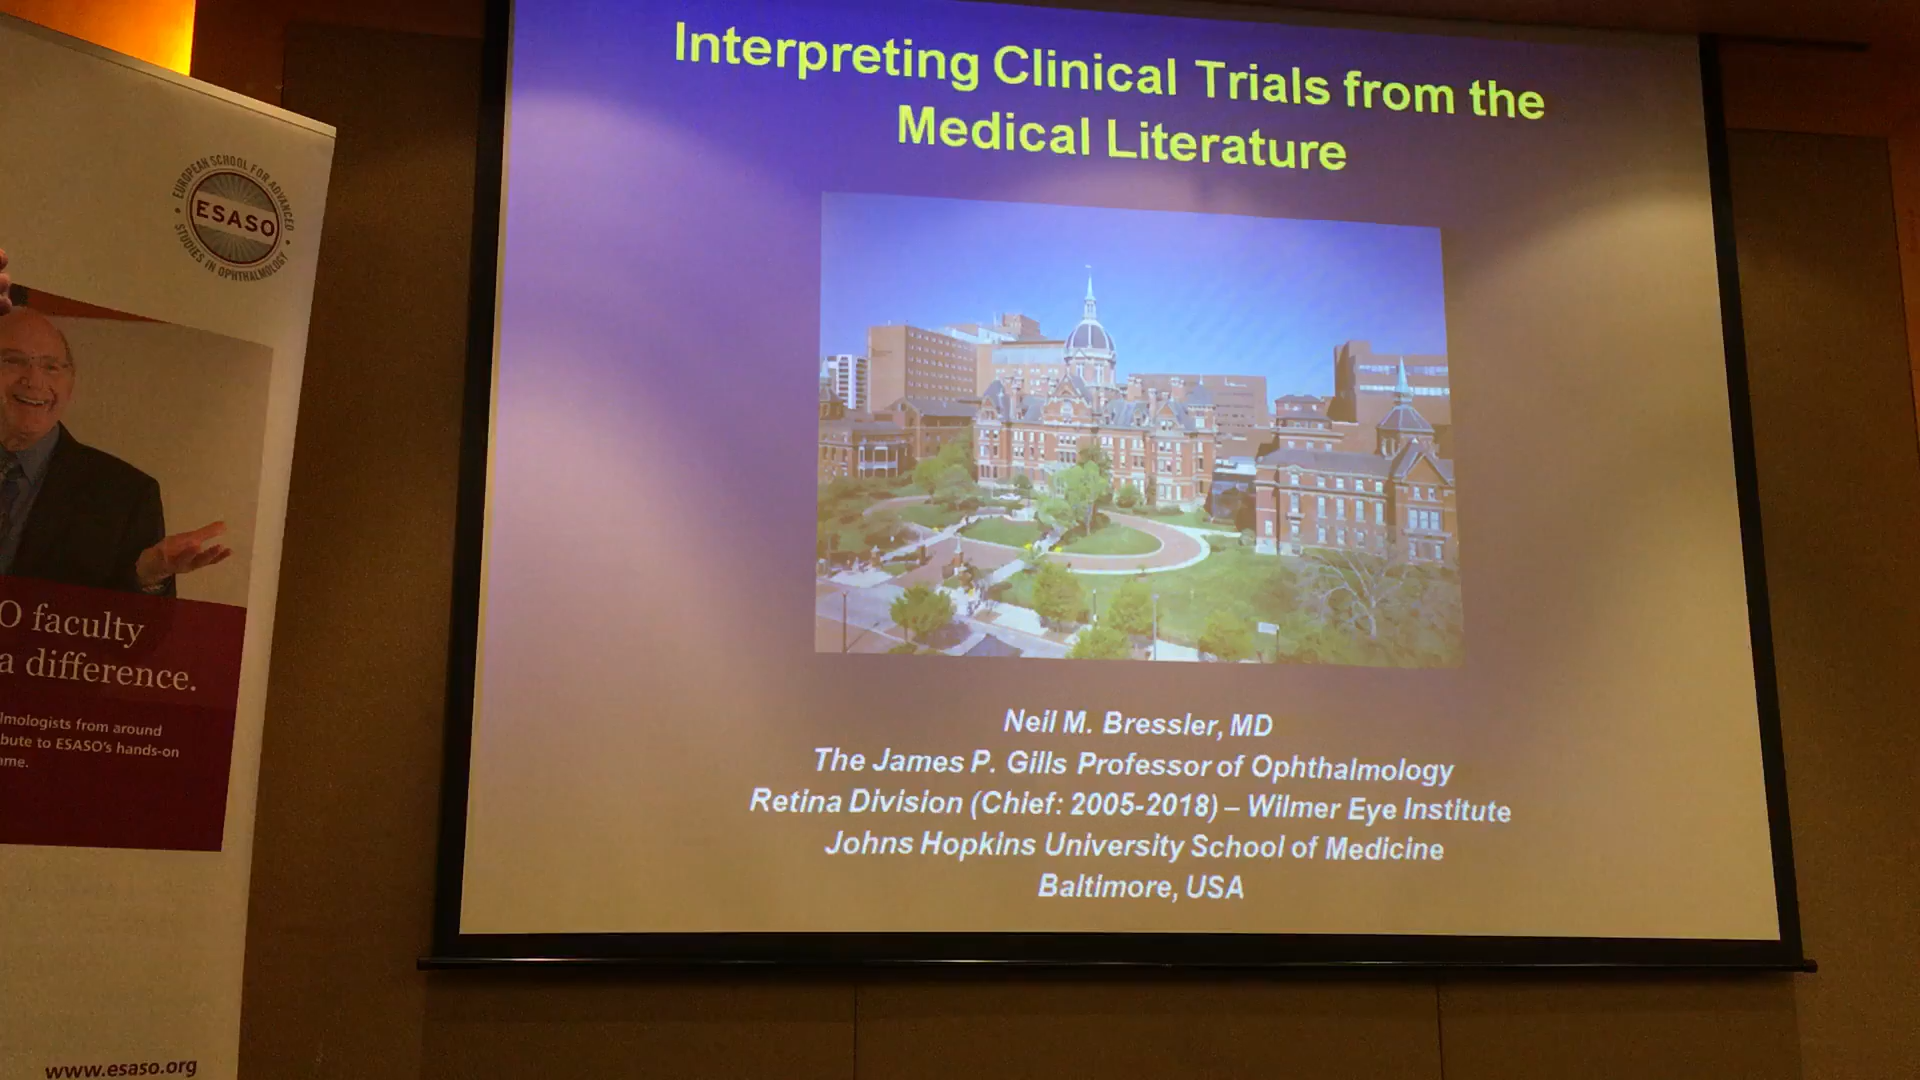 EUROPEAN SCHOOL FOR ADVANCED
STUDIES IN OPHTHALMOLOGY
ESASO
O faculty
a difference.
lmologists from around
bute to ESASO's hands-on
me.
www.esaso.org
Interpreting Clinical Trials from the
Medical Literature
Neil M. Bressler, MD
The James P. Gills Professor of Ophthalmology
Retina Division (Chief: 2005-2018) – Wilmer Eye Institute
Johns Hopkins University School of Medicine
Baltimore, USA